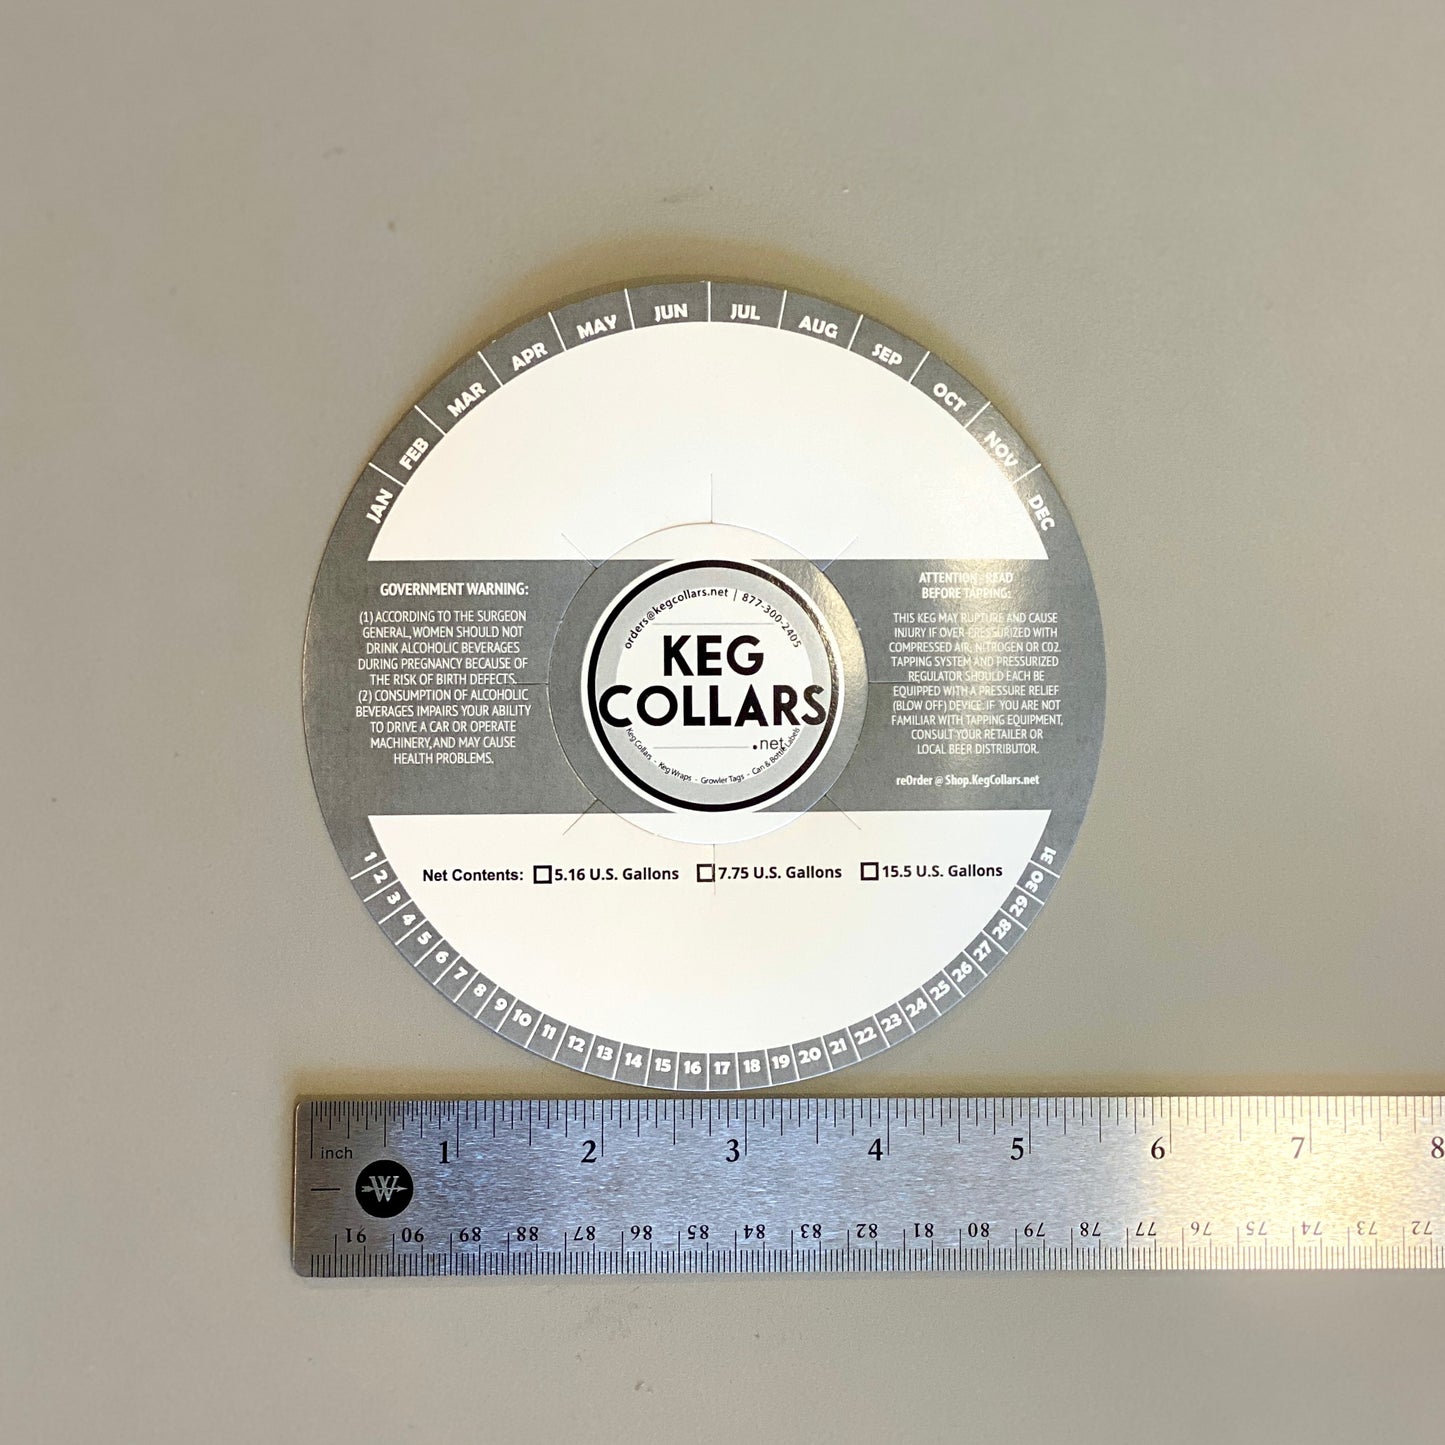 JAN
FEB
MAR
APR
MAY
JUN
JUL
AUG
SEP
OCT
NOV
DEC
GOVERNMENT WARNING:
(1) ACCORDING TO THE SURGEON
GENERAL, WOMEN SHOULD NOT
DRINK ALCOHOLIC BEVERAGES
DURING PREGNANCY BECAUSE OF
THE RISK OF BIRTH DEFECTS.
(2) CONSUMPTION OF ALCOHOLIC
BEVERAGES IMPAIRS YOUR ABILITY
TO DRIVE A CAR OR OPERATE
MACHINERY, AND MAY CAUSE
HEALTH PROBLEMS.
orders@kegcollars.net | 877-300-2405
KEG
COLLARS
.net
Keg Collars - Keg Wraps - Growler Tags - Can & Bottle Labels
ATTENTION - READ
BEFORE TAPPING:
THIS KEG MAY RUPTURE AND CAUSE
INJURY IF OVER-PRESSURIZED WITH
COMPRESSED AIR, NITROGEN OR CO2.
TAPPING SYSTEM AND PRESSURIZED
REGULATOR SHOULD EACH BE
EQUIPPED WITH A PRESSURE RELIEF
(BLOW OFF) DEVICE. IF YOU ARE NOT
FAMILIAR WITH TAPPING EQUIPMENT,
CONSULT YOUR RETAILER OR
LOCAL BEER DISTRIBUTOR.
reOrder @ Shop.KegCollars.net
Net Contents: 5.16 U.S. Gallons 7.75 U.S. Gallons 15.5 U.S. Gallons
1 2 3 4 5 6 7 8 9 10 11 12 13 14 15 16 17 18 19 20 21 22 23 24 25 26 27 28 29 30 31
inch 1 2 3 4 5 6 7 8
W
91 90 89 88 87 86 85 84 83 82 81 80 79 78 77 76 75 74 73 72